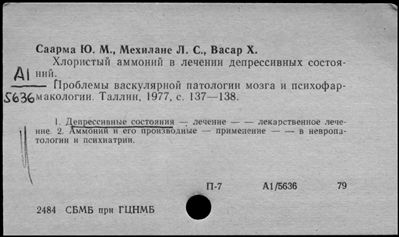 Саарма Ю. М., Мехилане Л. С., Васар Х.
Хлористый аммоний в лечении депрессивных состоя-
А1 ний.
Проблемы васкулярной патологии мозга и психофар-
5636 макологии. Таллин, 1977, с. 137—138.
1. Депрессивные состояния — лечение — — лекарственное лече-
ние. 2. Аммоний и его производные — применение — — в невропа-
тологии и психиатрии.
П-7 А1/5636 79
2484 СБМБ при ГЦНМБ